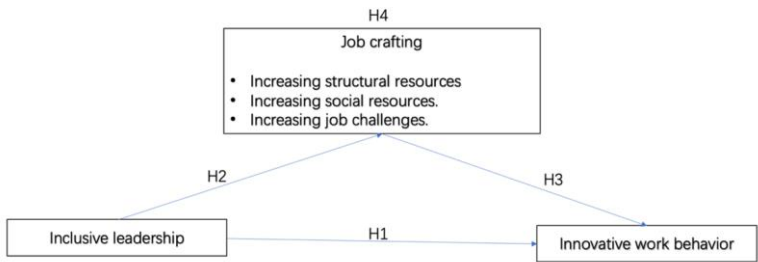 H4
Job crafting
• Increasing structural resources
• Increasing social resources.
• Increasing job challenges.
H2
H3
Inclusive leadership
H1
Innovative work behavior